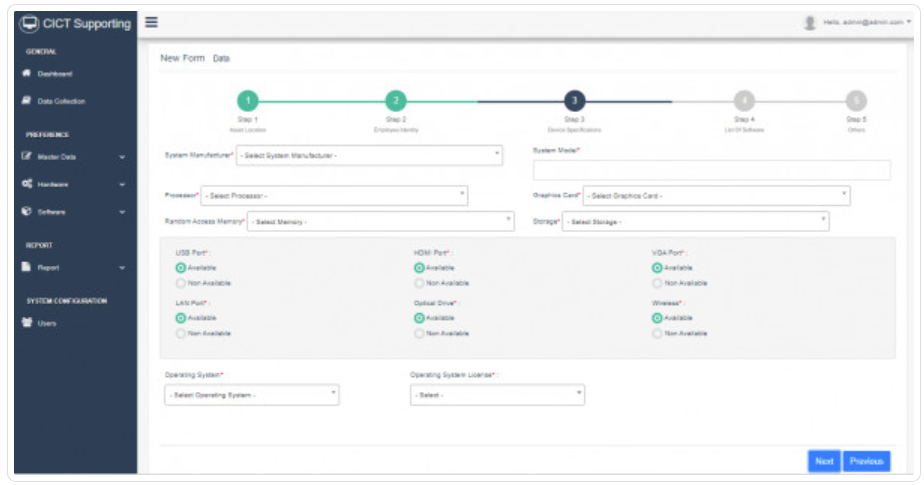 CICT Supporting
Hello, admin@admin.com
GENERAL
Dashboard
Data Collection
PREFERENCE
Master Data
Hardware
Software
REPORT
Report
SYSTEM CONFIGURATION
Users
New Form Data
1 2 3 4 5
Step 1 Step 2 Step 3 Step 4 Step 5
Asset Location Employee Identity Device Specifications List Of Software Others
System Manufacturer* - Select System Manufacturer -
System Model*
Processor* - Select Processor - Graphics Card* - Select Graphics Card -
Random Access Memory* - Select Memory - Storage* - Select Storage -
USB Port* : HDMI Port* : VGA Port* :
Available Available Available
Non Available Non Available Non Available
LAN Port* : Optical Drive* : Wireless* :
Available Available Available
Non Available Non Available Non Available
Operating System* : Operating System License* :
- Select Operating System - - Select -
Next Previous